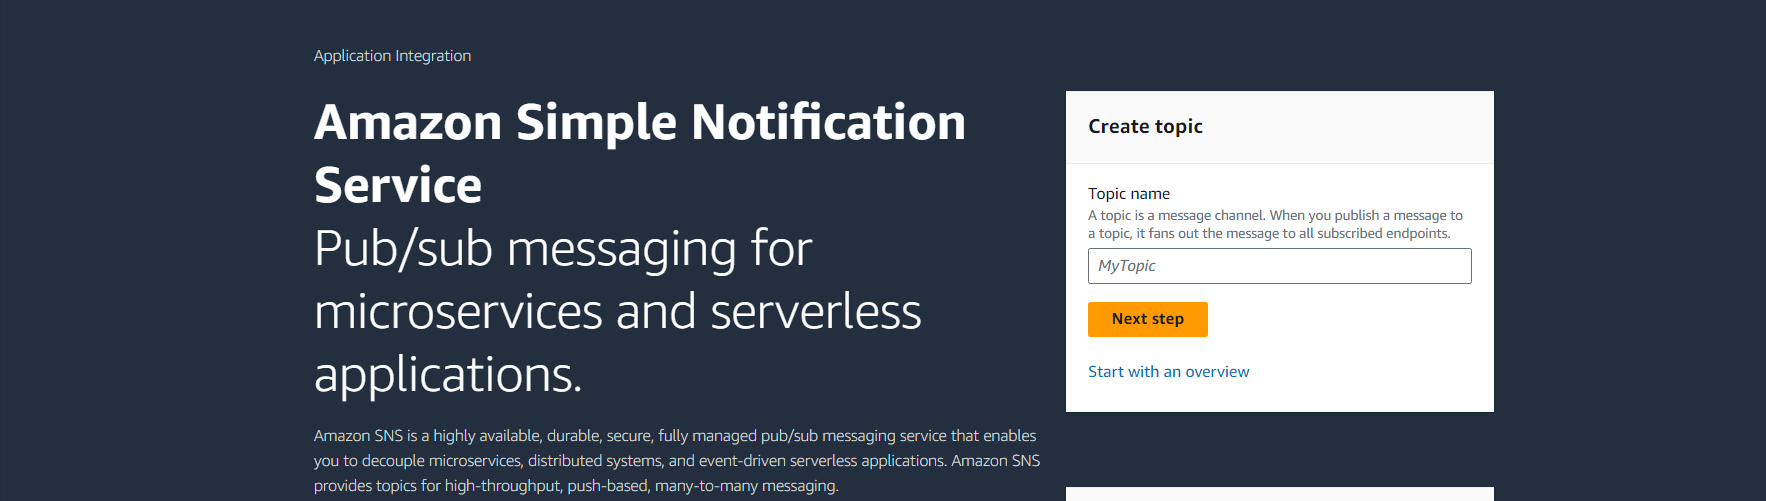 Application Integration
Amazon Simple Notification
Service
Pub/sub messaging for
microservices and serverless
applications.
Amazon SNS is a highly available, durable, secure, fully managed pub/sub messaging service that enables
you to decouple microservices, distributed systems, and event-driven serverless applications. Amazon SNS
provides topics for high-throughput, push-based, many-to-many messaging.
Create topic
Topic name
A topic is a message channel. When you publish a message to
a topic, it fans out the message to all subscribed endpoints.
MyTopic
Next step
Start with an overview